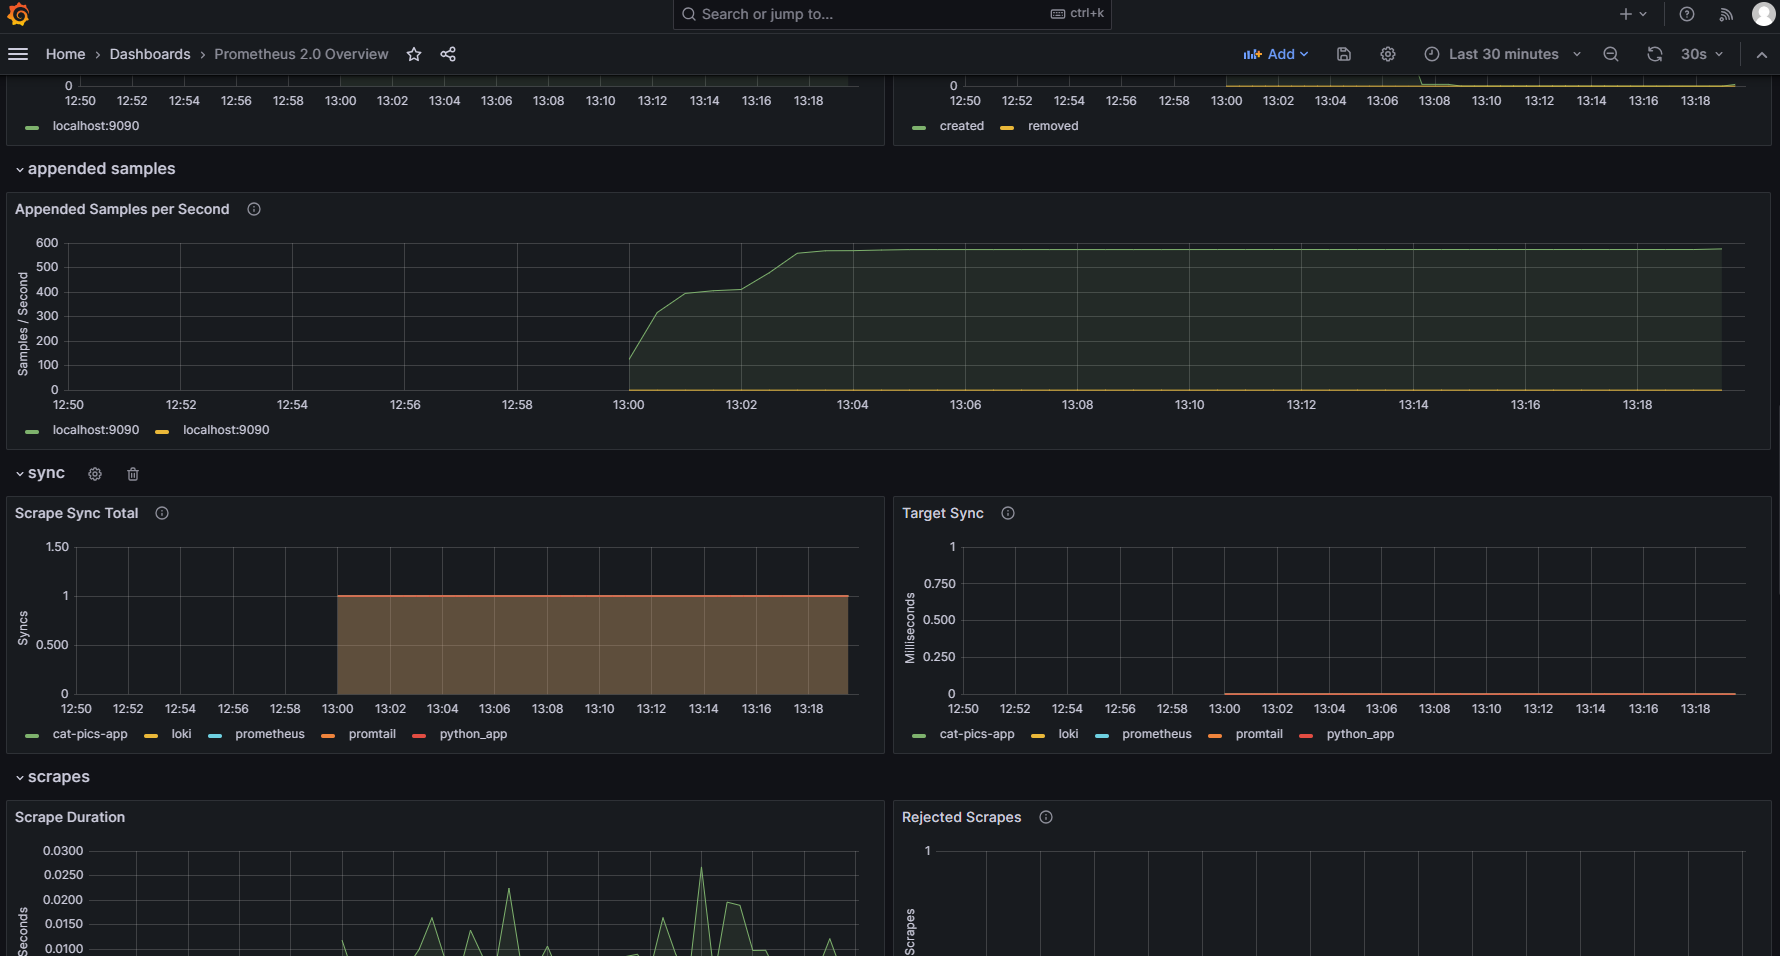 Search or jump to... ctrl+k
Home › Dashboards › Prometheus 2.0 Overview Add Last 30 minutes 30s
0
12:50 12:52 12:54 12:56 12:58 13:00 13:02 13:04 13:06 13:08 13:10 13:12 13:14 13:16 13:18
localhost:9090
0
12:50 12:52 12:54 12:56 12:58 13:00 13:02 13:04 13:06 13:08 13:10 13:12 13:14 13:16 13:18
created removed
appended samples
Appended Samples per Second
Samples / Second
600
500
400
300
200
100
0
12:50 12:52 12:54 12:56 12:58 13:00 13:02 13:04 13:06 13:08 13:10 13:12 13:14 13:16 13:18
localhost:9090 localhost:9090
sync
Scrape Sync Total
Syncs
1.50
1
0.500
0
12:50 12:52 12:54 12:56 12:58 13:00 13:02 13:04 13:06 13:08 13:10 13:12 13:14 13:16 13:18
cat-pics-app loki prometheus promtail python_app
Target Sync
Milliseconds
1
0.750
0.500
0.250
0
12:50 12:52 12:54 12:56 12:58 13:00 13:02 13:04 13:06 13:08 13:10 13:12 13:14 13:16 13:18
cat-pics-app loki prometheus promtail python_app
scrapes
Scrape Duration
Seconds
0.0300
0.0250
0.0200
0.0150
0.0100
Rejected Scrapes
Scrapes
1